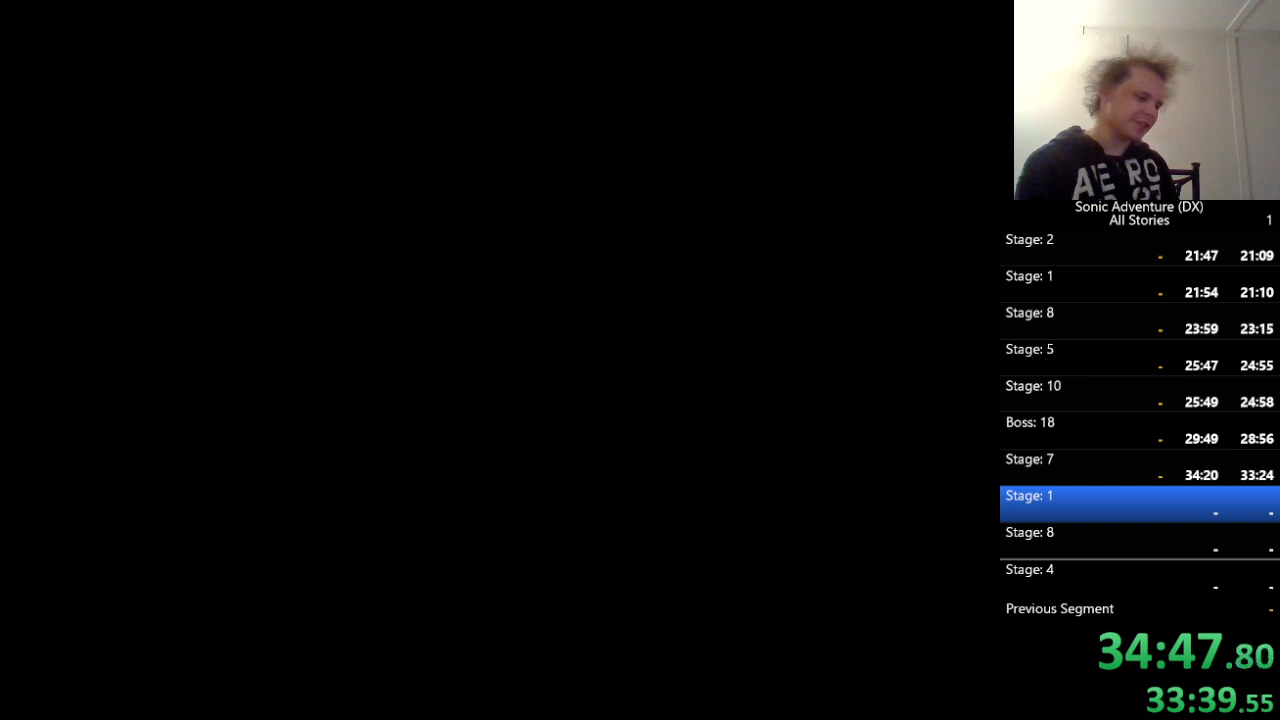 AE RO
Sonic Adventure (DX)
All Stories 1
Stage: 2
- 21:47 21:09
Stage: 1
- 21:54 21:10
Stage: 8
- 23:59 23:15
Stage: 5
- 25:47 24:55
Stage: 10
- 25:49 24:58
Boss: 18
- 29:49 28:56
Stage: 7
- 34:20 33:24
Stage: 1
- -
Stage: 8
- -
Stage: 4
- -
Previous Segment -
34:47.80
33:39.55